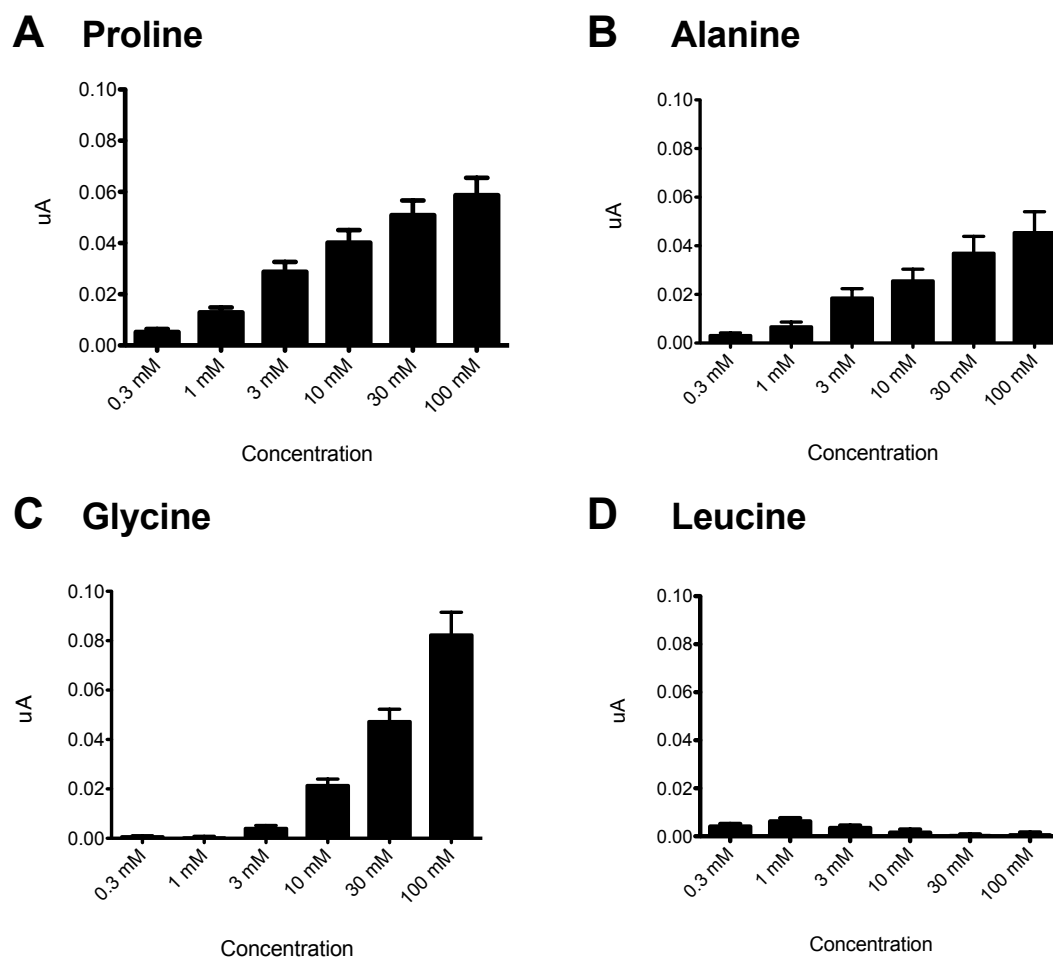 A Proline
0.10
0.08
0.06
0.04
0.02
0.00
uA
0.3 mM
1 mM
3 mM
10 mM
30 mM
100 mM
Concentration
B Alanine
0.10
0.08
0.06
0.04
0.02
0.00
uA
0.3 mM
1 mM
3 mM
10 mM
30 mM
100 mM
Concentration
C Glycine
0.10
0.08
0.06
0.04
0.02
0.00
uA
0.3 mM
1 mM
3 mM
10 mM
30 mM
100 mM
Concentration
D Leucine
0.10
0.08
0.06
0.04
0.02
0.00
uA
0.3 mM
1 mM
3 mM
10 mM
30 mM
100 mM
Concentration